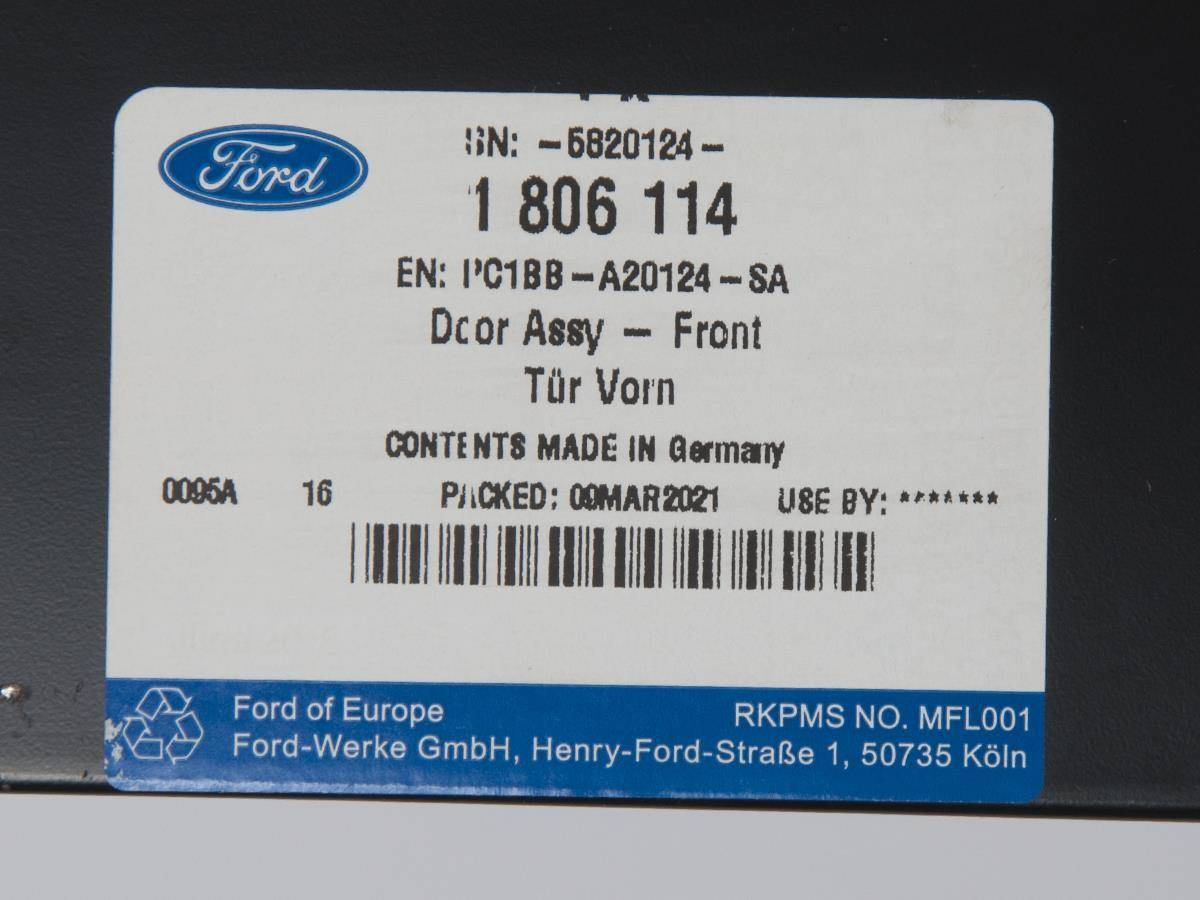 Ford
SN: -6820124-
1 806 114
EN: PC1BB-A20124-SA
Door Assy - Front
Tür Vorn
CONTENTS MADE IN Germany
0095A 16 PACKED: 09MAR2021 USE BY: *******
Ford of Europe RKPMS NO. MFL001
Ford-Werke GmbH, Henry-Ford-Straße 1, 50735 Köln